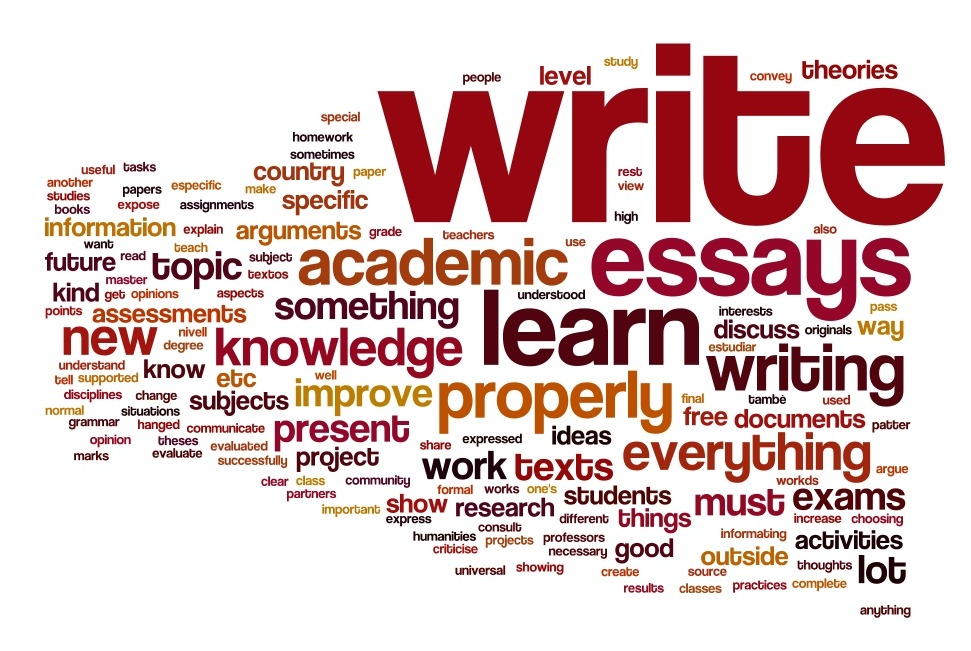 write
study
people
level
convey
theories
special
homework
sometimes
useful
tasks
country
paper
another
papers
especific
make
rest
view
studies
expose
assignments
specific
books
high
information
explain
arguments
grade
teachers
use
also
want
teach
essays
future
read
topic
subject
academic
textos
master
kind
get
opinions
aspects
something
understood
points
assessments
learn
interests
pass
new
nivell
degree
knowledge
discuss
originals
way
estudiar
understand
know
etc
well
writing
tell
supported
improve
properly
disciplines
change
subjects
final
també
used
normal
situations
free
documents
patter
grammar
hanged
communicate
present
opinion
theses
evaluated
share
expressed
ideas
everything
marks
evaluate
successfully
project
work
texts
argue
clear
class
community
workds
partners
formal
works
one's
students
must
exams
important
show
research
express
different
things
increase
choosing
consult
humanities
projects
professors
informating
activities
criticise
necessary
good
outside
universal
showing
create
source
thoughts
lot
results
classes
practices
complete
anything